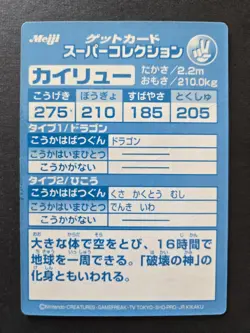 Meiji ゲットカード
スーパーコレクション
カイリュー たかさ/2.2m
おもさ/210.0kg
こうげき ぼうぎょ すばやさ とくしゅ
275 210 185 205
タイプ1/ドラゴン
こうかはばつぐん ドラゴン
こうかはいまひとつ
こうかがない
タイプ2/ひこう
こうかはばつぐん くさ かくとう むし
こうかはいまひとつ でんき いわ
こうかがない
大きな体で空をとび、16時間で
地球を一周できる。「破壊の神」の
化身ともいわれる。
©Nintendo・CREATURES・GAMEFREAK・TV TOKYO・SHO-PRO・JR KIKAKU